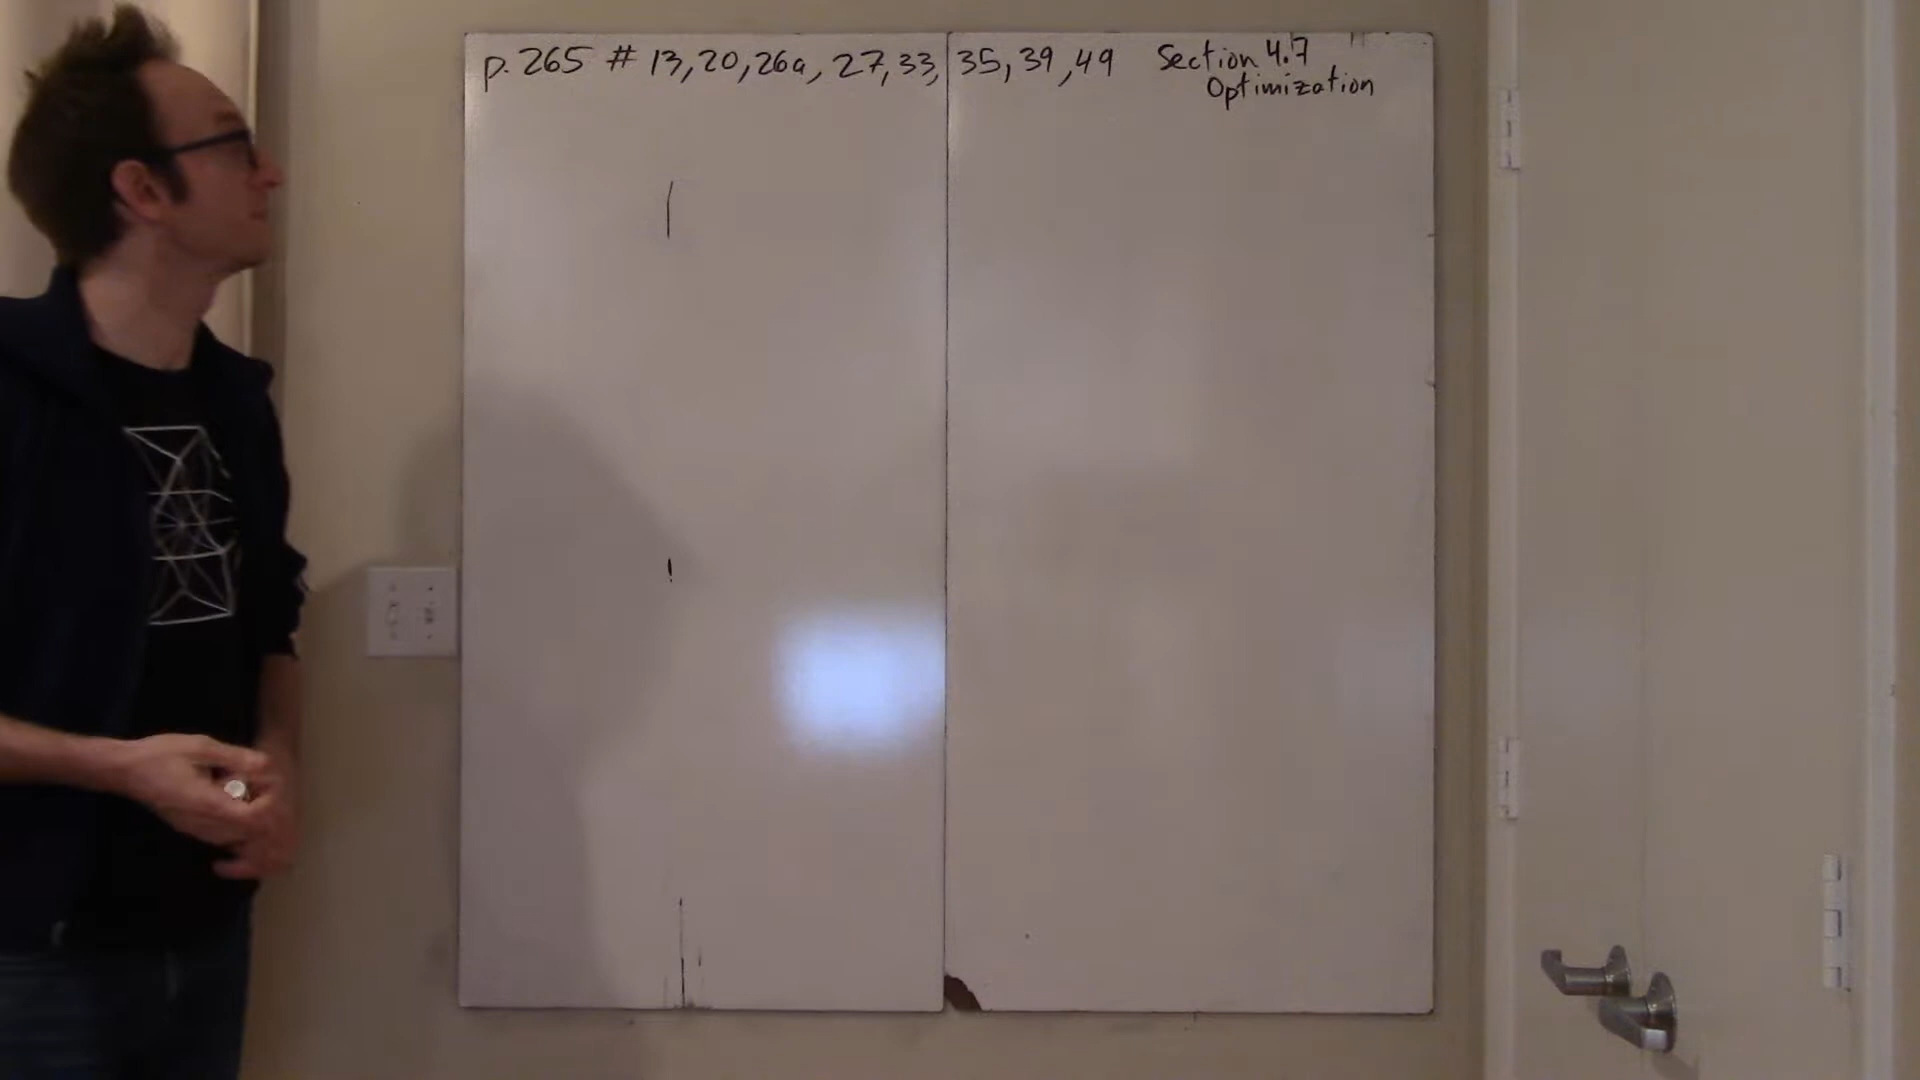 p. 265 # 13, 20, 26a, 27, 33, 35, 39, 49 Section 4.7
Optimization